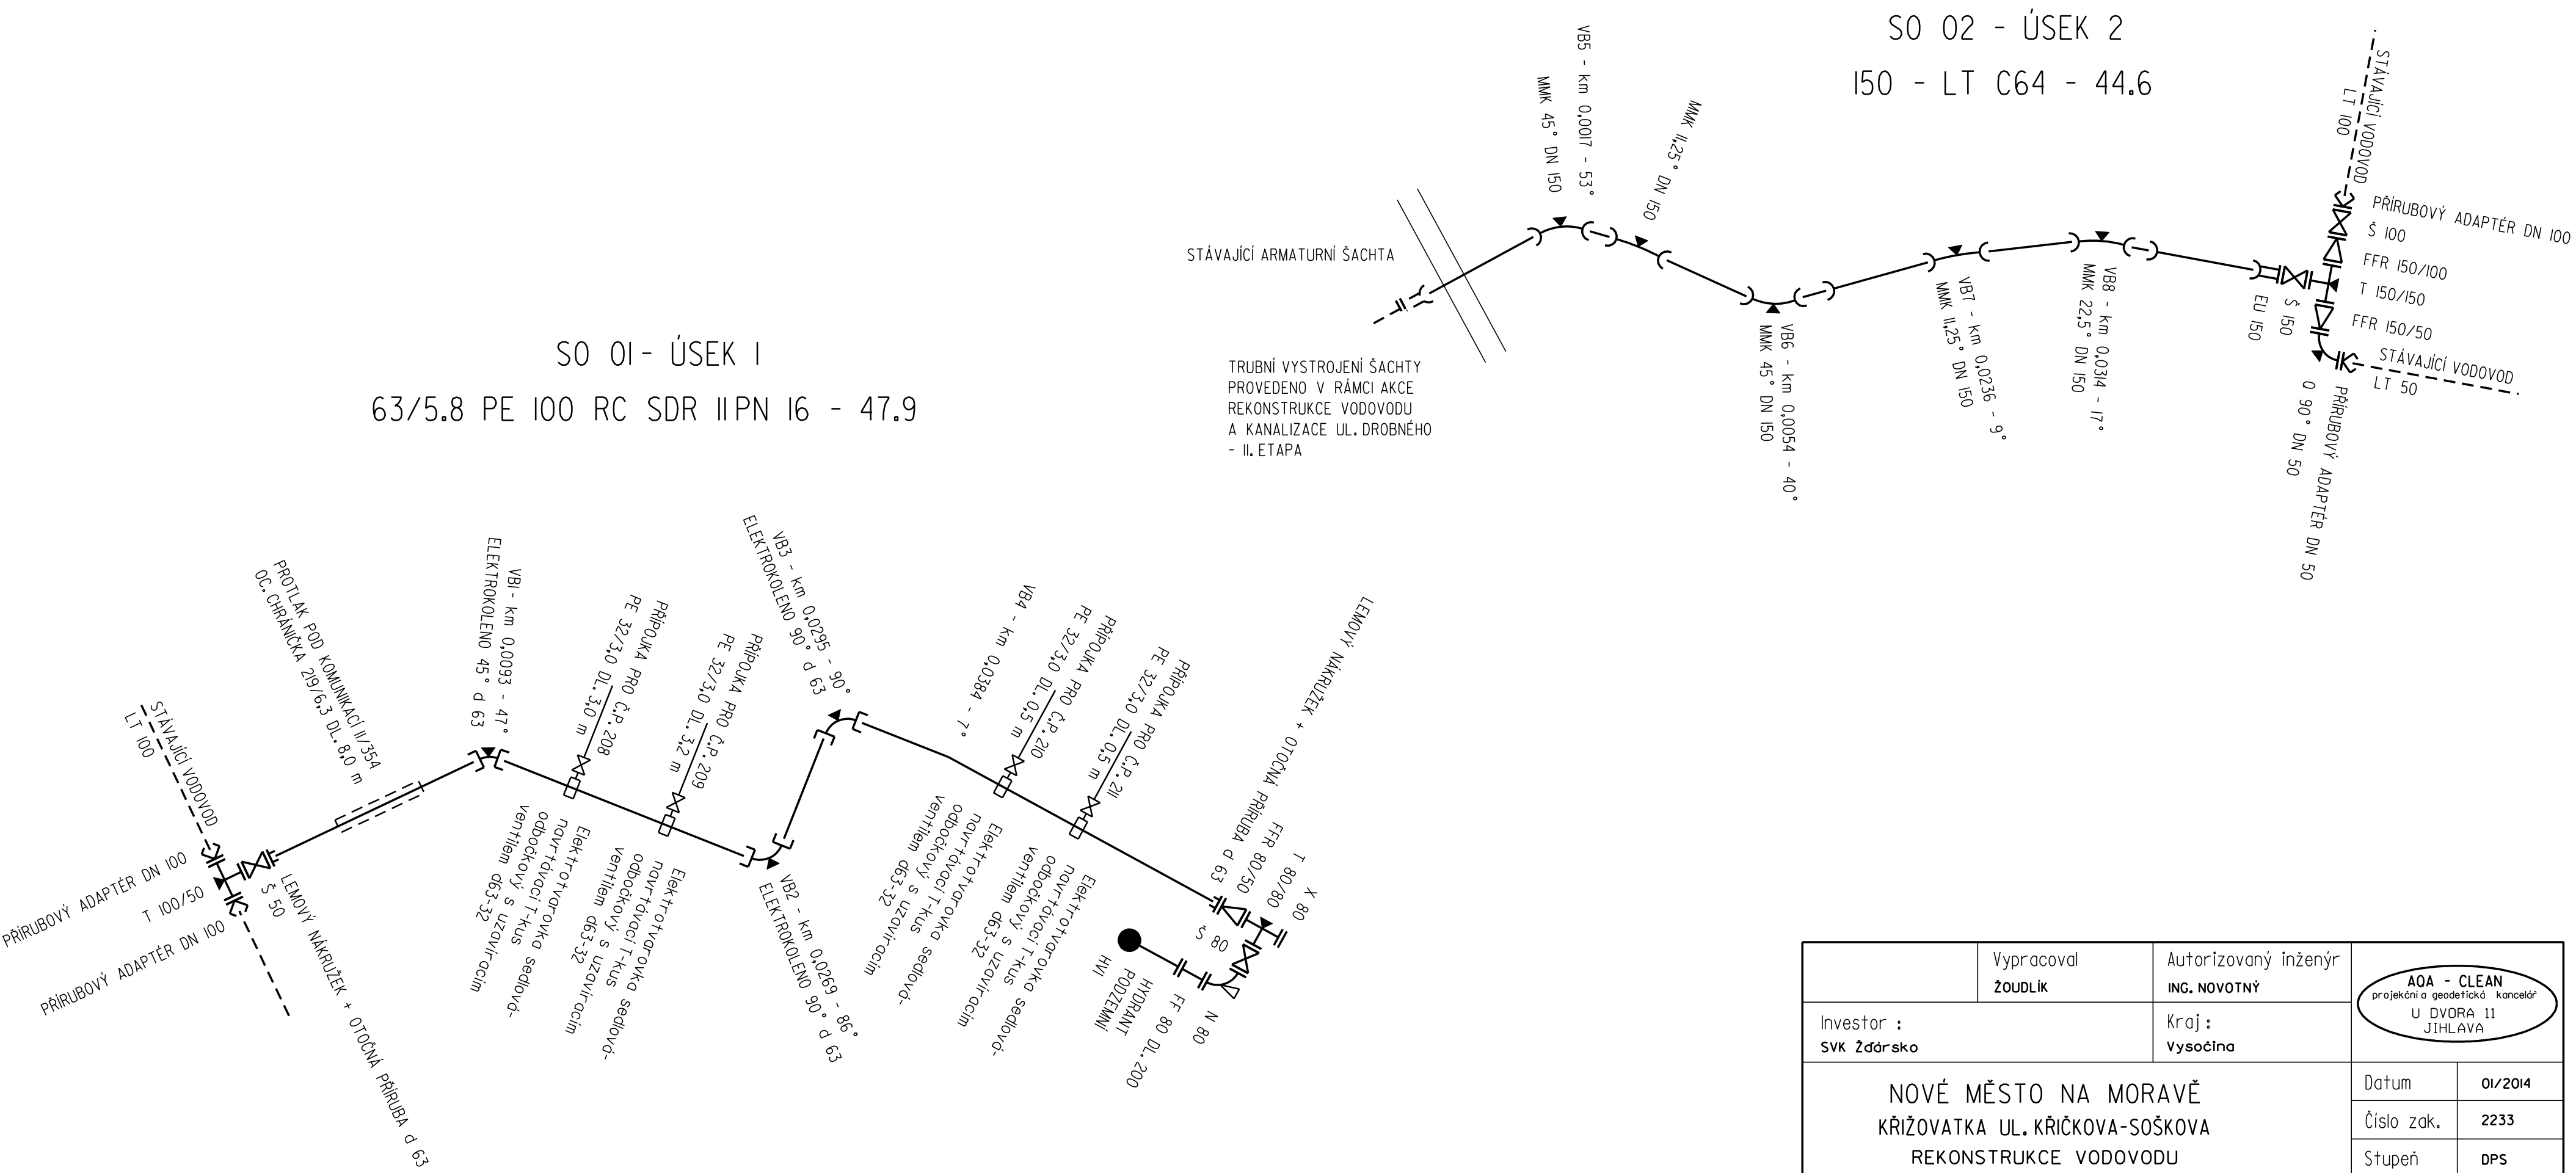 SO 02 - ÚSEK 2
150 - LT C64 - 44.6
STÁVAJÍCÍ ARMATURNÍ ŠACHTA
TRUBNÍ VYSTROJENÍ ŠACHTY
PROVEDENO V RÁMCI AKCE
REKONSTRUKCE VODOVODU
A KANALIZACE UL. DROBNÉHO
- II. ETAPA
VB5 - km 0,0017 - 53°
MMK 45° DN 150
MMK 11,25° DN 150
VB6 - km 0,0054 - 40°
MMK 45° DN 150
VB7 - km 0,0236 - 9°
MMK 11,25° DN 150
VB8 - km 0,0314 - 17°
MMK 22,5° DN 150
EU 150
Š 150
STÁVAJÍCÍ VODOVOD
LT 100
PŘÍRUBOVÝ ADAPTÉR DN 100
Š 100
FFR 150/100
T 150/150
FFR 150/50
STÁVAJÍCÍ VODOVOD
LT 50
PŘÍRUBOVÝ ADAPTÉR DN 50
Q 90° DN 50
SO 01- ÚSEK 1
63/5.8 PE 100 RC SDR 11 PN 16 - 47.9
STÁVAJÍCÍ VODOVOD
LT 100
PŘÍRUBOVÝ ADAPTÉR DN 100
T 100/50
PŘÍRUBOVÝ ADAPTÉR DN 100
Š 50
LEMOVÝ NÁKRUŽEK + OTOČNÁ PŘÍRUBA d 63
PROTLAK POD KOMUNIKACÍ II/354
OC. CHRÁNIČKA 219/6,3 DL. 8,0 m
VB1- km 0,0093 - 47°
ELEKTROKOLENO 45° d 63
PŘÍPOJKA PRO Č.P. 208
PE 32/3,0 DL. 3,0 m
Elektrotvarovka sedlová-
navrtávací T-kus
odbočkový s uzavíracím
ventilem d63-32
PŘÍPOJKA PRO Č.P. 209
PE 32/3,0 DL. 3,2 m
Elektrotvarovka sedlová-
navrtávací T-kus
odbočkový s uzavíracím
ventilem d63-32
VB2 - km 0,0269 - 86°
ELEKTROKOLENO 90° d 63
VB3 - km 0,0295 - 90°
ELEKTROKOLENO 90° d 63
VB4 - km 0,0384 - 7°
PŘÍPOJKA PRO Č.P. 210
PE 32/3,0 DL. 0,5 m
Elektrotvarovka sedlová-
navrtávací T-kus
odbočkový s uzavíracím
ventilem d63-32
PŘÍPOJKA PRO Č.P. 211
PE 32/3,0 DL. 0,5 m
Elektrotvarovka sedlová-
navrtávací T-kus
odbočkový s uzavíracím
ventilem d63-32
LEMOVÝ NÁKRUŽEK + OTOČNÁ PŘÍRUBA d 63
FFR 80/50
T 80/80
X 80
Š 80
N 80
FF 80 DL. 200
HYDRANT
PODZEMNÍ
HV1
Vypracoval
ŽOUDLÍK
Autorizovaný inženýr
ING. NOVOTNÝ
Investor :
SVK Žďársko
Kraj :
Vysočina
AQA - CLEAN
projekční a geodetická kancelář
U DVORA 11
JIHLAVA
NOVÉ MĚSTO NA MORAVĚ
KŘIŽOVATKA UL. KŘIČKOVA-SOŠKOVA
REKONSTRUKCE VODOVODU
Datum 01/2014
Číslo zak. 2233
Stupeň DPS